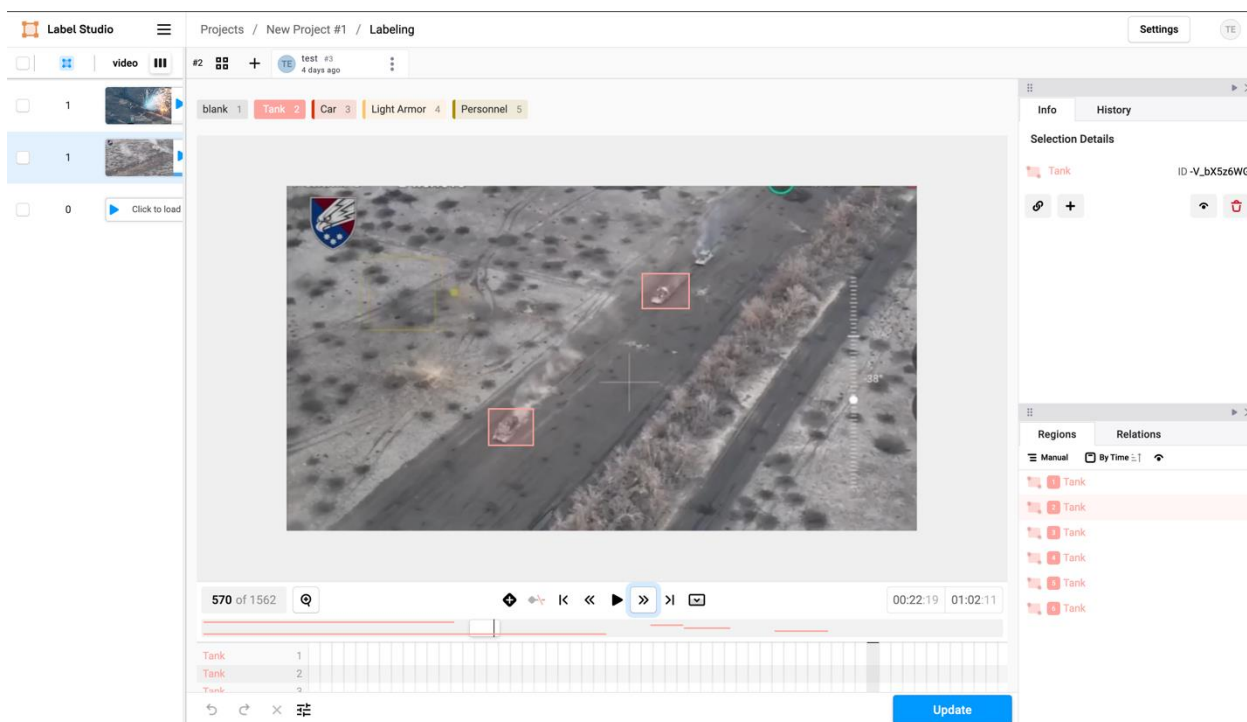 Label Studio
Projects / New Project #1 / Labeling
Settings
TE
video
#2
TE
test #3
4 days ago
1
1
0
Click to load
blank 1
Tank 2
Car 3
Light Armor 4
Personnel 5
-38°
570 of 1562
00:22:19
01:02:11
Tank 1
Tank 2
Tank 3
Update
Info
History
Selection Details
Tank
ID -V_bX5z6WG
Regions
Relations
Manual
By Time
1 Tank
2 Tank
3 Tank
4 Tank
5 Tank
6 Tank